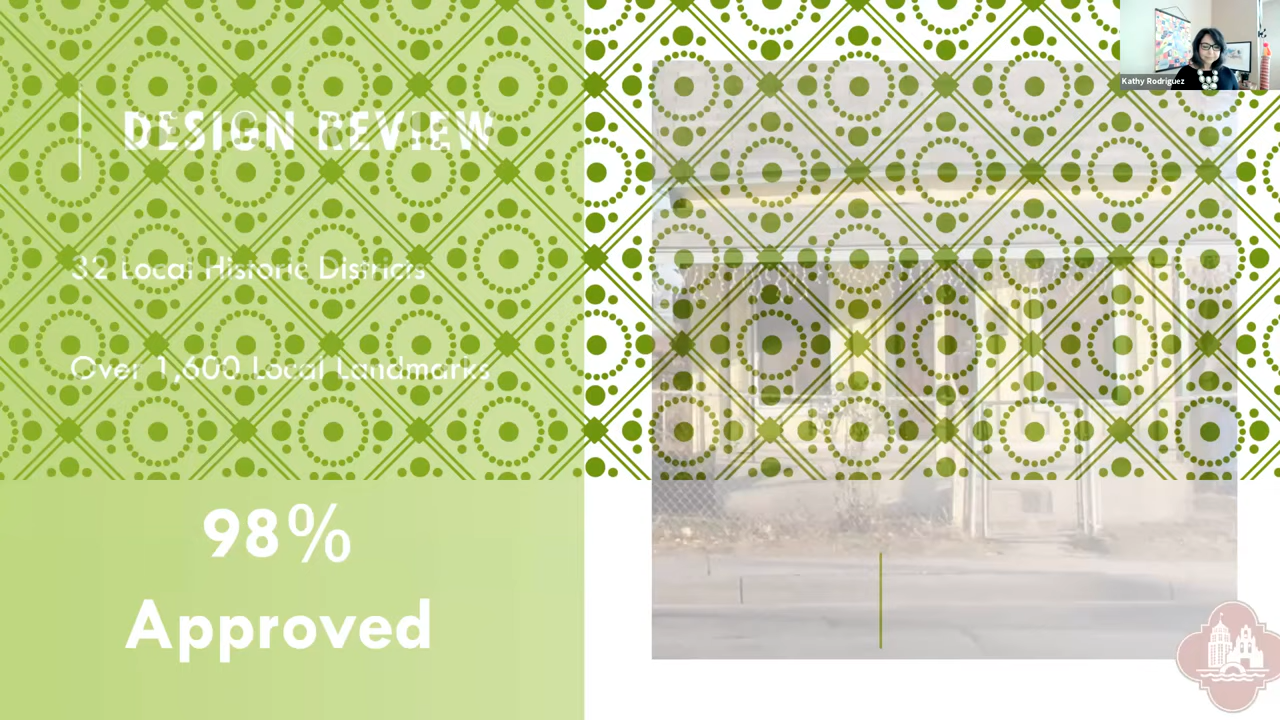 Kathy Rodriguez
DESIGN REVIEW
32 Local Historic Districts
Over 1,600 Local Landmarks
98%
Approved